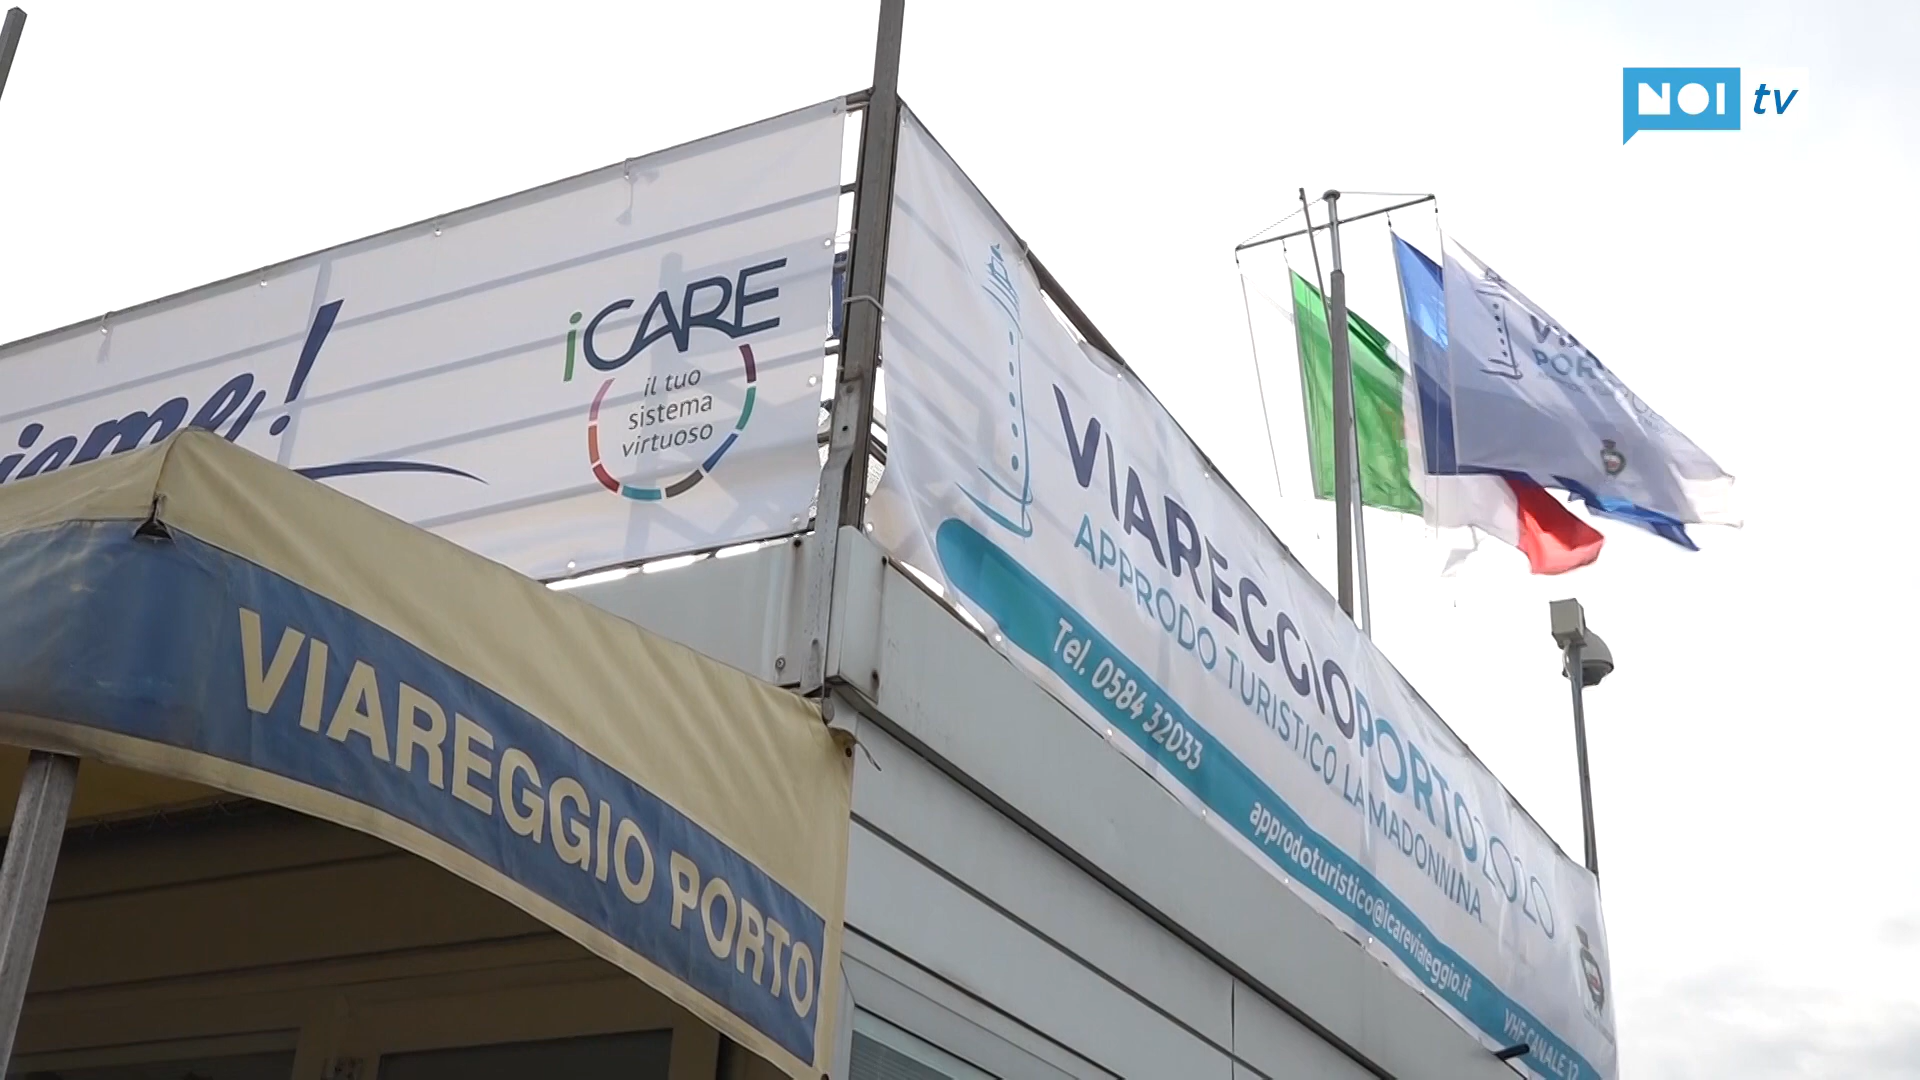 NOI tv
iCARE
il tuo
sistema
virtuoso
VIAREGGIOPORTO2020
APPRODO TURISTICO LA MADONNINA
Tel. 0584 32033
approdoturistico@icareviareggio.it
VHF CANALE 12
VIAREGGIO PORTO